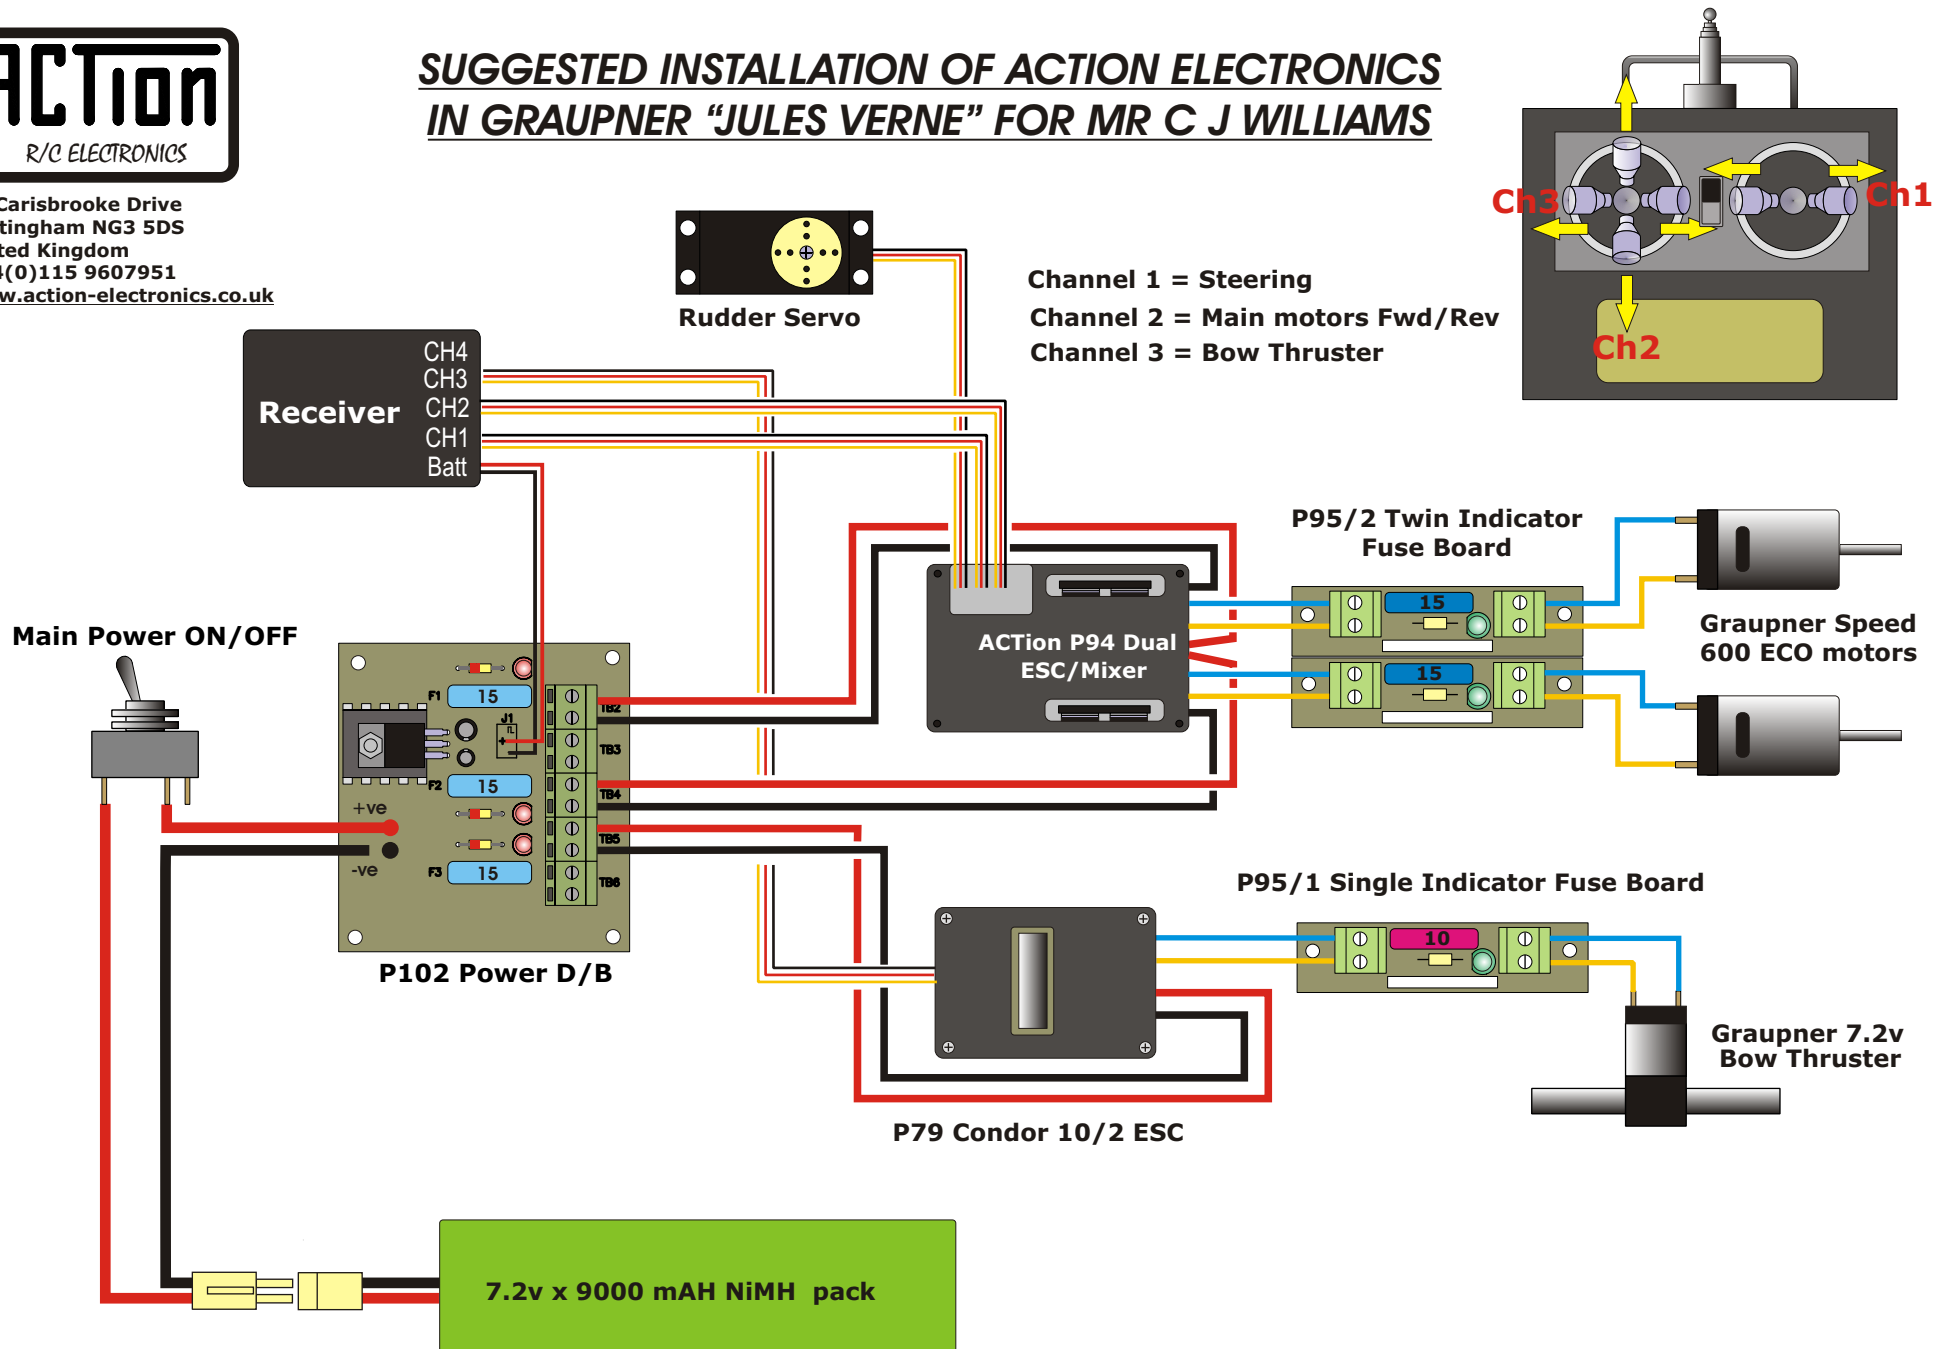 ACTion
R/C ELECTRONICS
Carisbrooke Drive
tingham NG3 5DS
ted Kingdom
(0)115 9607951
w.action-electronics.co.uk
SUGGESTED INSTALLATION OF ACTION ELECTRONICS
IN GRAUPNER “JULES VERNE” FOR MR C J WILLIAMS
Ch3
Ch1
Ch2
Rudder Servo
Channel 1 = Steering
Channel 2 = Main motors Fwd/Rev
Channel 3 = Bow Thruster
Receiver
CH4
CH3
CH2
CH1
Batt
P95/2 Twin Indicator
Fuse Board
15
15
Graupner Speed
600 ECO motors
ACTion P94 Dual
ESC/Mixer
Main Power ON/OFF
F1
15
J1
+
TB2
TB3
F2
15
TB4
+ve
TB5
-ve
F3
15
TB6
P102 Power D/B
P95/1 Single Indicator Fuse Board
10
Graupner 7.2v
Bow Thruster
P79 Condor 10/2 ESC
7.2v x 9000 mAH NiMH pack